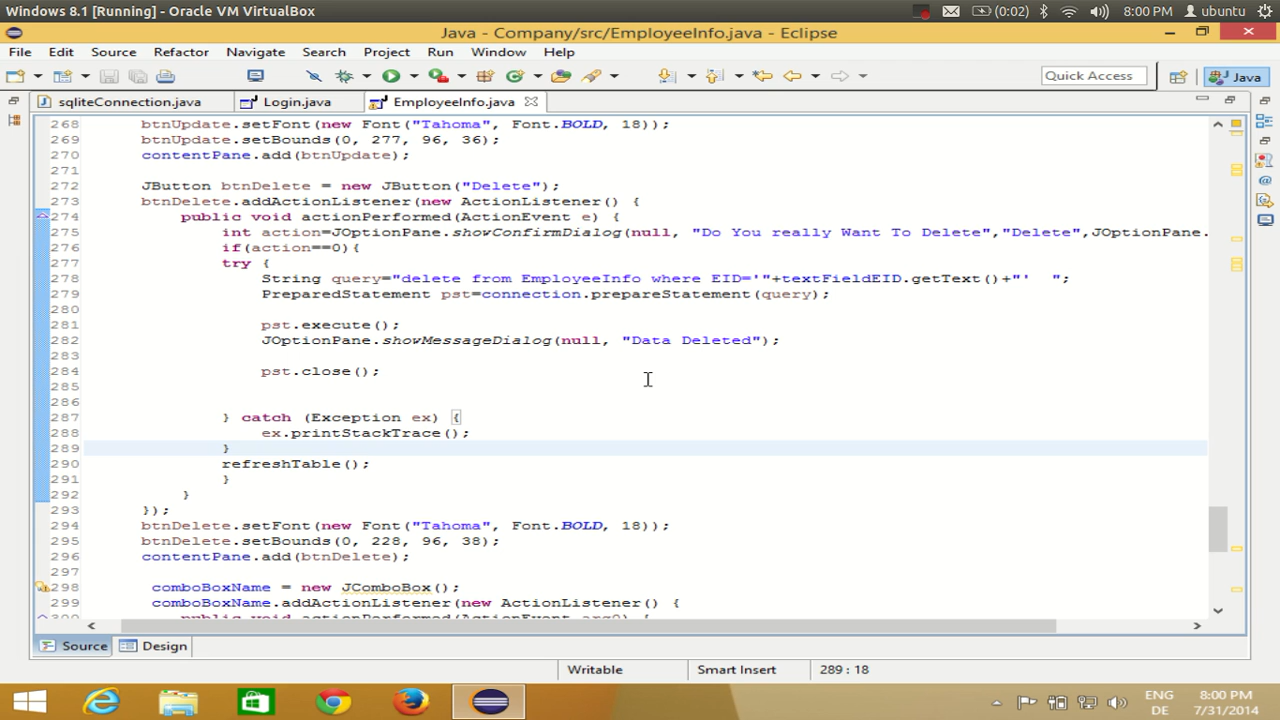 Windows 8.1 [Running] - Oracle VM VirtualBox
(0:02)
8:00 PM
ubuntu
Java - Company/src/EmployeeInfo.java - Eclipse
File Edit Source Refactor Navigate Search Project Run Window Help
Quick Access
Java
sqliteConnection.java
Login.java
EmployeeInfo.java
268 btnUpdate.setFont(new Font("Tahoma", Font.BOLD, 18));
269 btnUpdate.setBounds(0, 277, 96, 36);
270 contentPane.add(btnUpdate);
271
272 JButton btnDelete = new JButton("Delete");
273 btnDelete.addActionListener(new ActionListener() {
274 public void actionPerformed(ActionEvent e) {
275 int action=JOptionPane.showConfirmDialog(null, "Do You really Want To Delete","Delete",JOptionPane.
276 if(action==0){
277 try {
278 String query="delete from EmployeeInfo where EID='"+textFieldEID.getText()+"'  ";
279 PreparedStatement pst=connection.prepareStatement(query);
280
281 pst.execute();
282 JOptionPane.showMessageDialog(null, "Data Deleted");
283
284 pst.close();
285
286
287 } catch (Exception ex) {
288 ex.printStackTrace();
289 }
290 refreshTable();
291 }
292 }
293 });
294 btnDelete.setFont(new Font("Tahoma", Font.BOLD, 18));
295 btnDelete.setBounds(0, 228, 96, 38);
296 contentPane.add(btnDelete);
297
298 comboBoxName = new JComboBox();
299 comboBoxName.addActionListener(new ActionListener() {
public void actionPerformed(ActionEvent arg0) {
Source Design
Writable
Smart Insert
289 : 18
ENG 8:00 PM
DE 7/31/2014